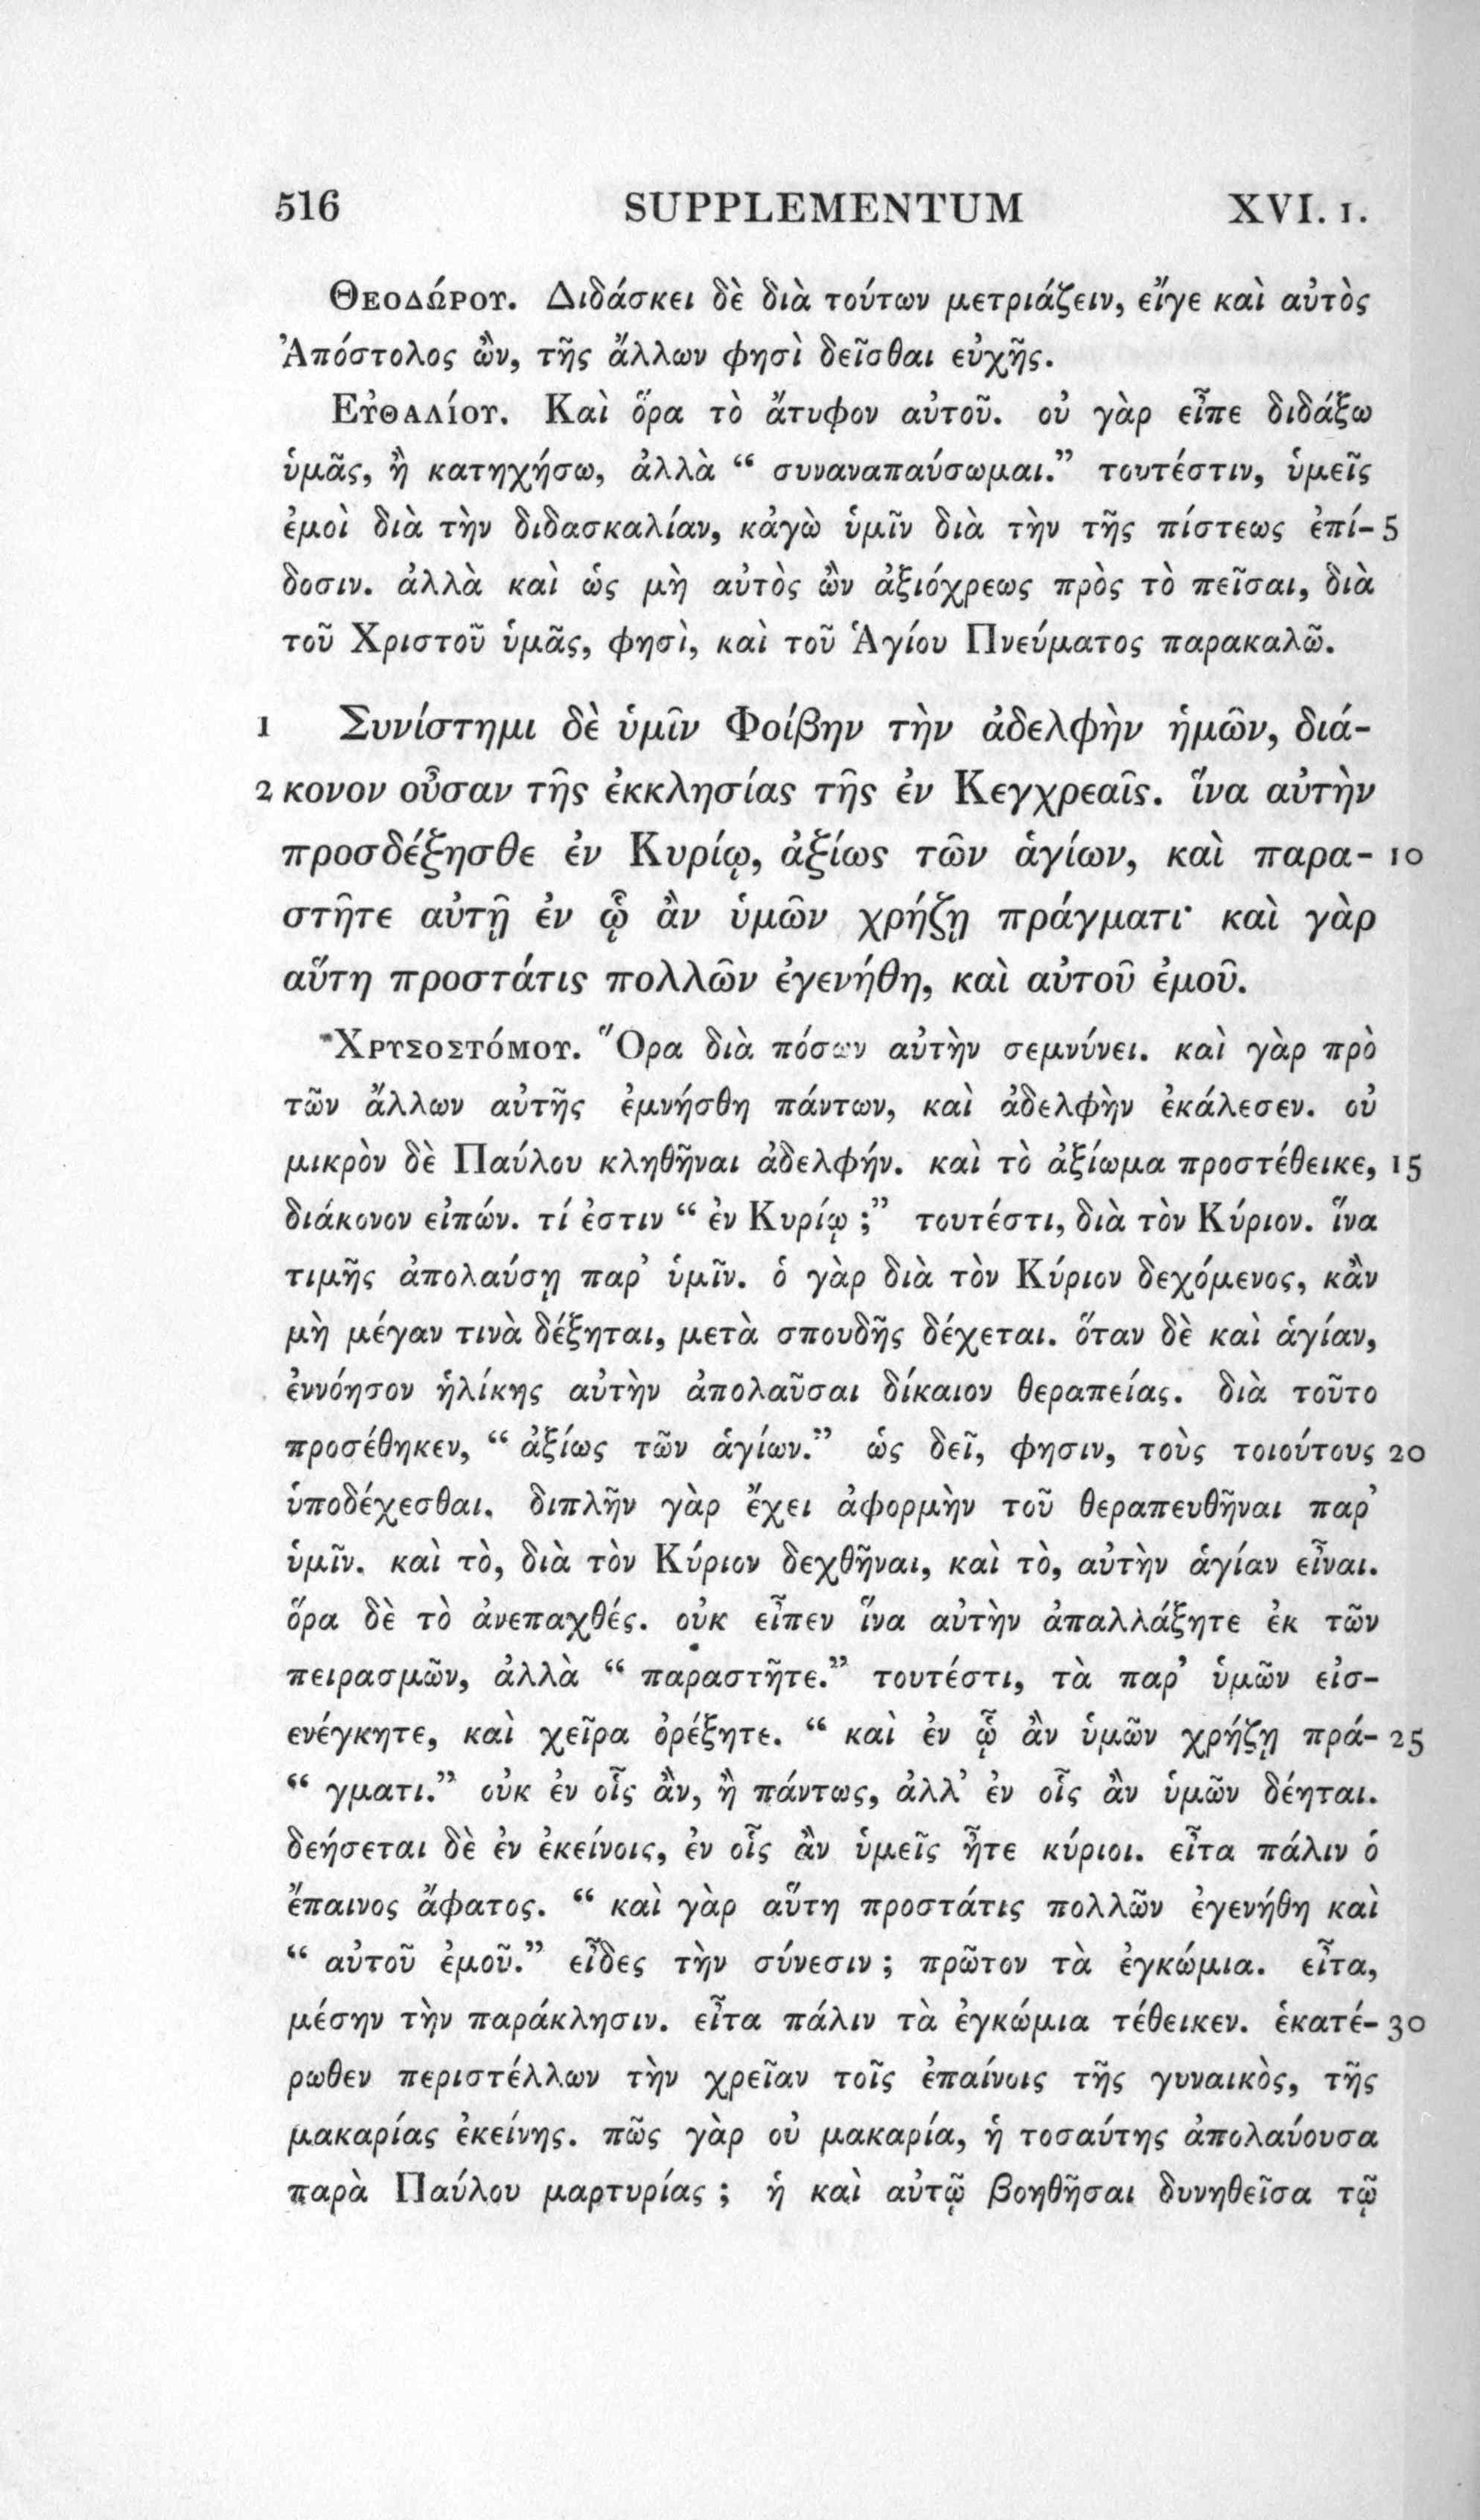 516 SUPPLEMENTUM XVI. 1.
Θεοδώρου. Διδάσκει δὲ διὰ τούτων μετριάζειν, εἴγε καὶ αὐτὸς
Ἀπόστολος ὢν, τῆς ἄλλων φησὶ δεῖσθαι εὐχῆς.
Εὐθαλίου. Καὶ ὅρα τὸ ἄτυφον αὐτοῦ. οὐ γὰρ εἶπε διδάξω
ὑμᾶς, ἢ κατηχήσω, ἀλλὰ “ συναναπαύσωμαι.” τουτέστιν, ὑμεῖς
ἐμοὶ διὰ τὴν διδασκαλίαν, κἀγὼ ὑμῖν διὰ τὴν τῆς πίστεως ἐπί- 5
δοσιν. ἀλλὰ καὶ ὡς μὴ αὐτὸς ὢν ἀξιόχρεως πρὸς τὸ πεῖσαι, διὰ
τοῦ Χριστοῦ ὑμᾶς, φησὶ, καὶ τοῦ Ἁγίου Πνεύματος παρακαλῶ.
1 Συνίστημι δὲ ὑμῖν Φοίβην τὴν ἀδελφὴν ἡμῶν, διά-
2 κονον οὖσαν τῆς ἐκκλησίας τῆς ἐν Κεγχρεαῖς. ἵνα αὐτὴν
προσδέξησθε ἐν Κυρίῳ, ἀξίως τῶν ἁγίων, καὶ παρα- 10
στῆτε αὐτῇ ἐν ᾧ ἂν ὑμῶν χρήζῃ πράγματι· καὶ γὰρ
αὕτη προστάτις πολλῶν ἐγενήθη, καὶ αὐτοῦ ἐμοῦ.
Χρυσοστόμου. Ὅρα διὰ πόσων αὐτὴν σεμνύνει. καὶ γὰρ πρὸ
τῶν ἄλλων αὐτῆς ἐμνήσθη πάντων, καὶ ἀδελφὴν ἐκάλεσεν. οὐ
μικρὸν δὲ Παύλου κληθῆναι ἀδελφήν. καὶ τὸ ἀξίωμα προστέθεικε, 15
διάκονον εἰπών. τί ἐστιν “ ἐν Κυρίῳ ;” τουτέστι, διὰ τὸν Κύριον. ἵνα
τιμῆς ἀπολαύσῃ παρ’ ὑμῖν. ὁ γὰρ διὰ τὸν Κύριον δεχόμενος, κἂν
μὴ μέγαν τινὰ δέξηται, μετὰ σπουδῆς δέχεται. ὅταν δὲ καὶ ἁγίαν,
ἐννόησον ἡλίκης αὐτὴν ἀπολαῦσαι δίκαιον θεραπείας. διὰ τοῦτο
προσέθηκεν, “ ἀξίως τῶν ἁγίων.” ὡς δεῖ, φησιν, τοὺς τοιούτους 20
ὑποδέχεσθαι. διπλῆν γὰρ ἔχει ἀφορμὴν τοῦ θεραπευθῆναι παρ’
ὑμῖν. καὶ τὸ, διὰ τὸν Κύριον δεχθῆναι, καὶ τὸ, αὐτὴν ἁγίαν εἶναι.
ὅρα δὲ τὸ ἀνεπαχθές. οὐκ εἶπεν ἵνα αὐτὴν ἀπαλλάξητε ἐκ τῶν
πειρασμῶν, ἀλλὰ “ παραστῆτε.” τουτέστι, τὰ παρ’ ὑμῶν εἰσ-
ενέγκητε, καὶ χεῖρα ὀρέξητε. “ καὶ ἐν ᾧ ἂν ὑμῶν χρήζῃ πρά- 25
“ γματι.” οὐκ ἐν οἷς ἂν, ἢ πάντως, ἀλλ’ ἐν οἷς ἂν ὑμῶν δέηται.
δεήσεται δὲ ἐν ἐκείνοις, ἐν οἷς ἂν ὑμεῖς ἦτε κύριοι. εἶτα πάλιν ὁ
ἔπαινος ἄφατος. “ καὶ γὰρ αὕτη προστάτις πολλῶν ἐγενήθη καὶ
“ αὐτοῦ ἐμοῦ.” εἶδες τὴν σύνεσιν ; πρῶτον τὰ ἐγκώμια. εἶτα,
μέσην τὴν παράκλησιν. εἶτα πάλιν τὰ ἐγκώμια τέθεικεν. ἑκατέ- 30
ρωθεν περιστέλλων τὴν χρεῖαν τοῖς ἐπαίνοις τῆς γυναικὸς, τῆς
μακαρίας ἐκείνης. πῶς γὰρ οὐ μακαρία, ἡ τοσαύτης ἀπολαύουσα
παρὰ Παύλου μαρτυρίας ; ἡ καὶ αὐτῷ βοηθῆσαι δυνηθεῖσα τῷ